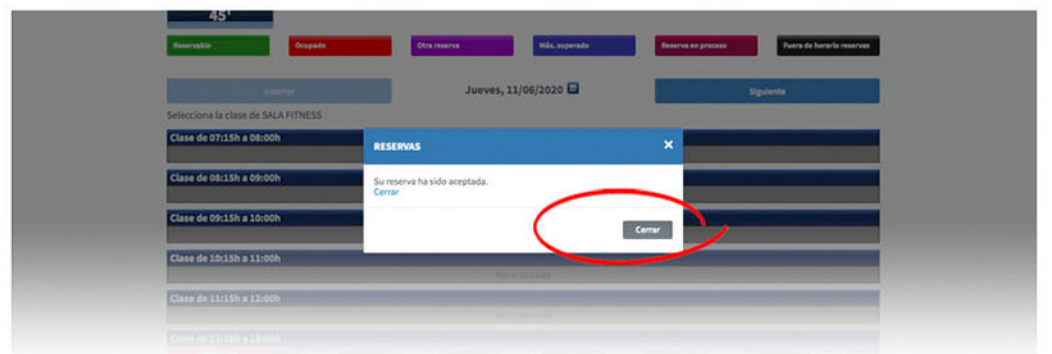 45'
Reservable
Ocupado
Otra reserva
Máx. superado
Reserva en proceso
Fuera de horario reservas
Anterior
Jueves, 11/06/2020
Siguiente
Selecciona la clase de SALA FITNESS
Clase de 07:15h a 08:00h
Clase de 08:15h a 09:00h
Clase de 09:15h a 10:00h
Clase de 10:15h a 11:00h
Hora pasada
Clase de 11:15h a 12:00h
RESERVAS
×
Su reserva ha sido aceptada.
Cerrar
Cerrar